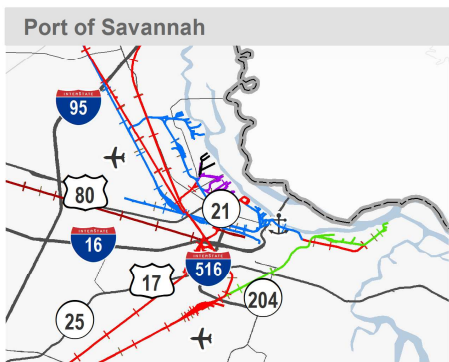 Port of Savannah
INTERSTATE
95
80
21
INTERSTATE
16
INTERSTATE
516
17
204
25